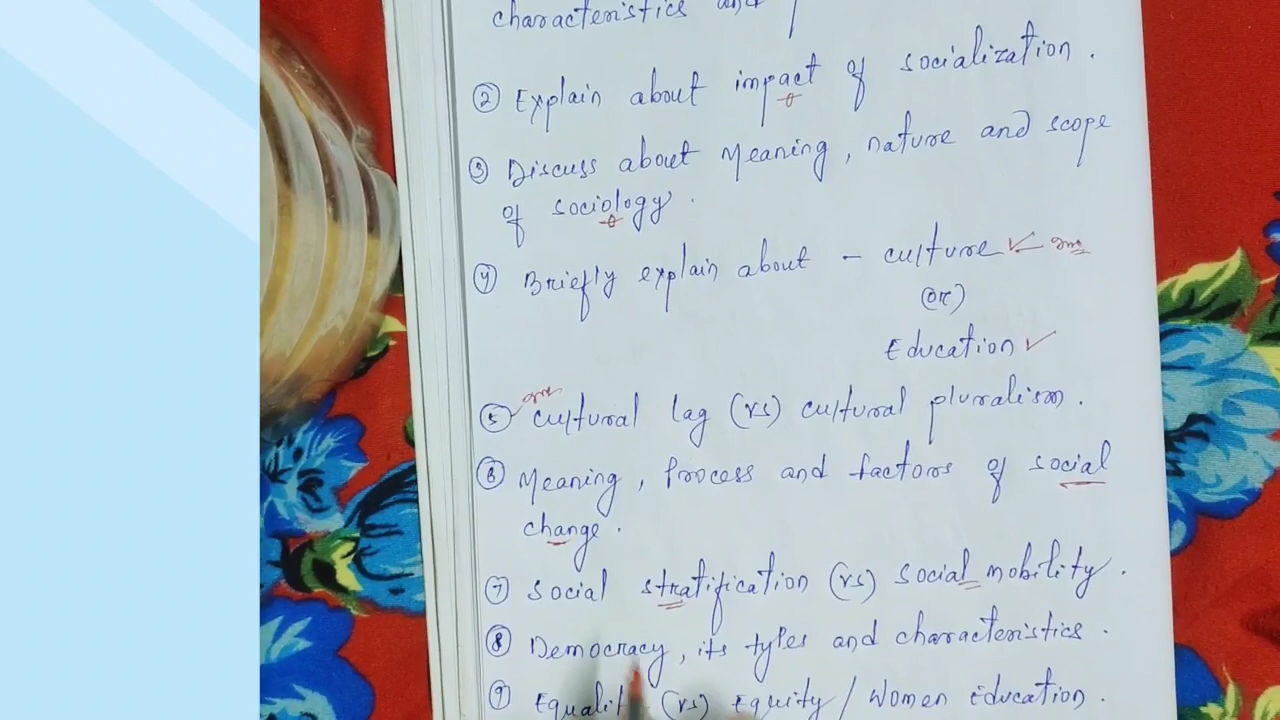 characteristics and
② Explain about impact of socialization.
③ Discuss about Meaning, nature and scope
of sociology.
④ Briefly explain about – culture ✓
(or)
Education ✓
⑤ cultural lag (vs) cultural pluralism.
⑥ Meaning, Process and factors of social
change.
⑦ Social stratification (vs) Social mobility.
⑧ Democracy, its types and characteristics.
⑨ Equality (vs) Equity / Women Education.